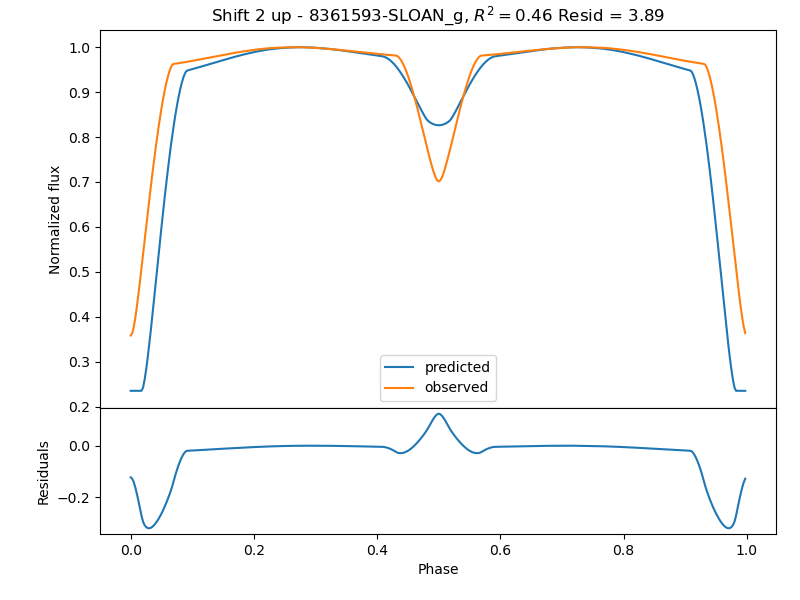 Shift 2 up - 8361593-SLOAN_g, $R^2 = 0.46$ Resid = 3.89
1.0
0.9
0.8
0.7
0.6
0.5
0.4
0.3
0.2
Normalized flux
predicted
observed
0.0
−0.2
Residuals
0.0 0.2 0.4 0.6 0.8 1.0
Phase